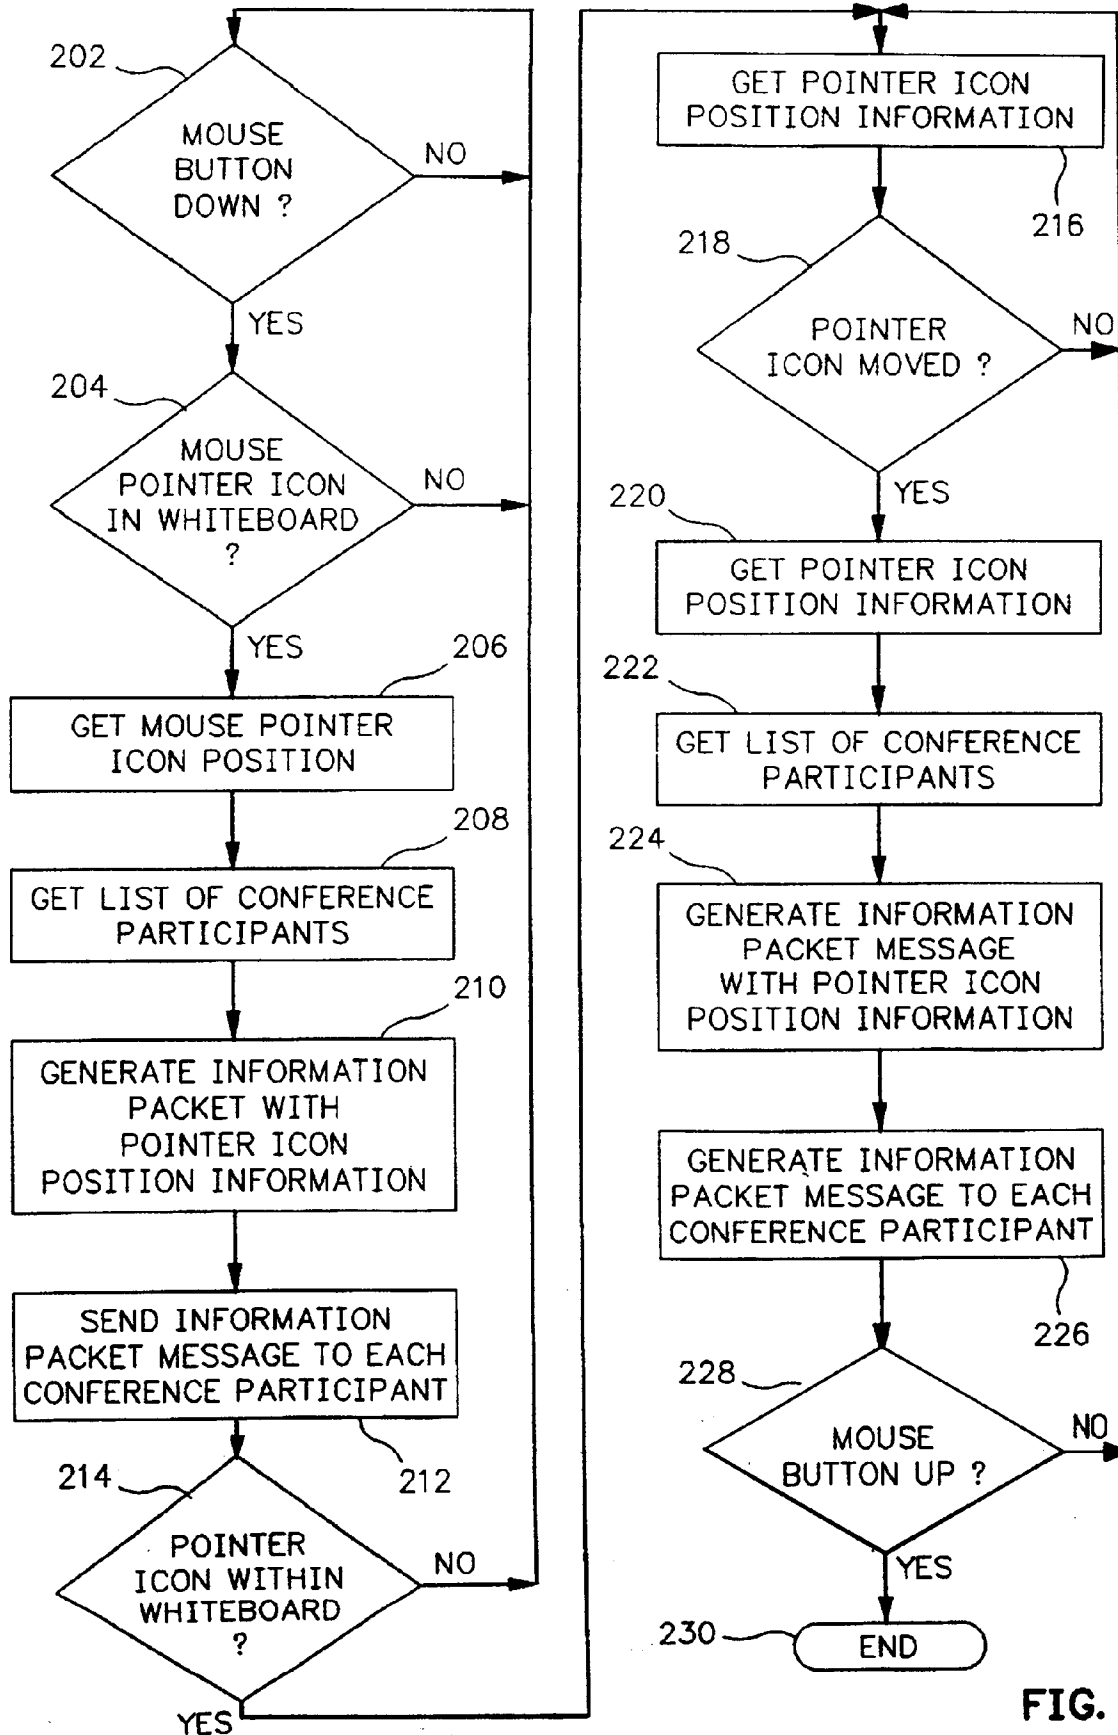 202
MOUSE
BUTTON
DOWN ?
NO
YES
204
MOUSE
POINTER ICON
IN WHITEBOARD
?
NO
YES
206
GET MOUSE POINTER
ICON POSITION
208
GET LIST OF CONFERENCE
PARTICIPANTS
210
GENERATE INFORMATION
PACKET WITH
POINTER ICON
POSITION INFORMATION
SEND INFORMATION
PACKET MESSAGE TO EACH
CONFERENCE PARTICIPANT
212
214
POINTER
ICON WITHIN
WHITEBOARD
?
NO
YES
GET POINTER ICON
POSITION INFORMATION
216
218
POINTER
ICON MOVED ?
NO
YES
220
GET POINTER ICON
POSITION INFORMATION
222
GET LIST OF CONFERENCE
PARTICIPANTS
224
GENERATE INFORMATION
PACKET MESSAGE
WITH POINTER ICON
POSITION INFORMATION
GENERATE INFORMATION
PACKET MESSAGE TO EACH
CONFERENCE PARTICIPANT
226
228
MOUSE
BUTTON UP ?
NO
YES
230
END
FIG.